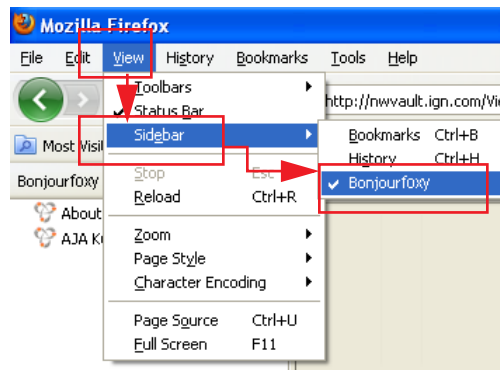 Mozilla Firefox
File Edit View History Bookmarks Tools Help
Toolbars
http://nwvault.ign.com/Vi
Status Bar
Most Visi
Sidebar
Bookmarks Ctrl+B
History Ctrl+H
Bonjourfoxy
Bonjourfoxy
Stop Esc
Reload Ctrl+R
About
AJA K
Zoom
Page Style
Character Encoding
Page Source Ctrl+U
Full Screen F11